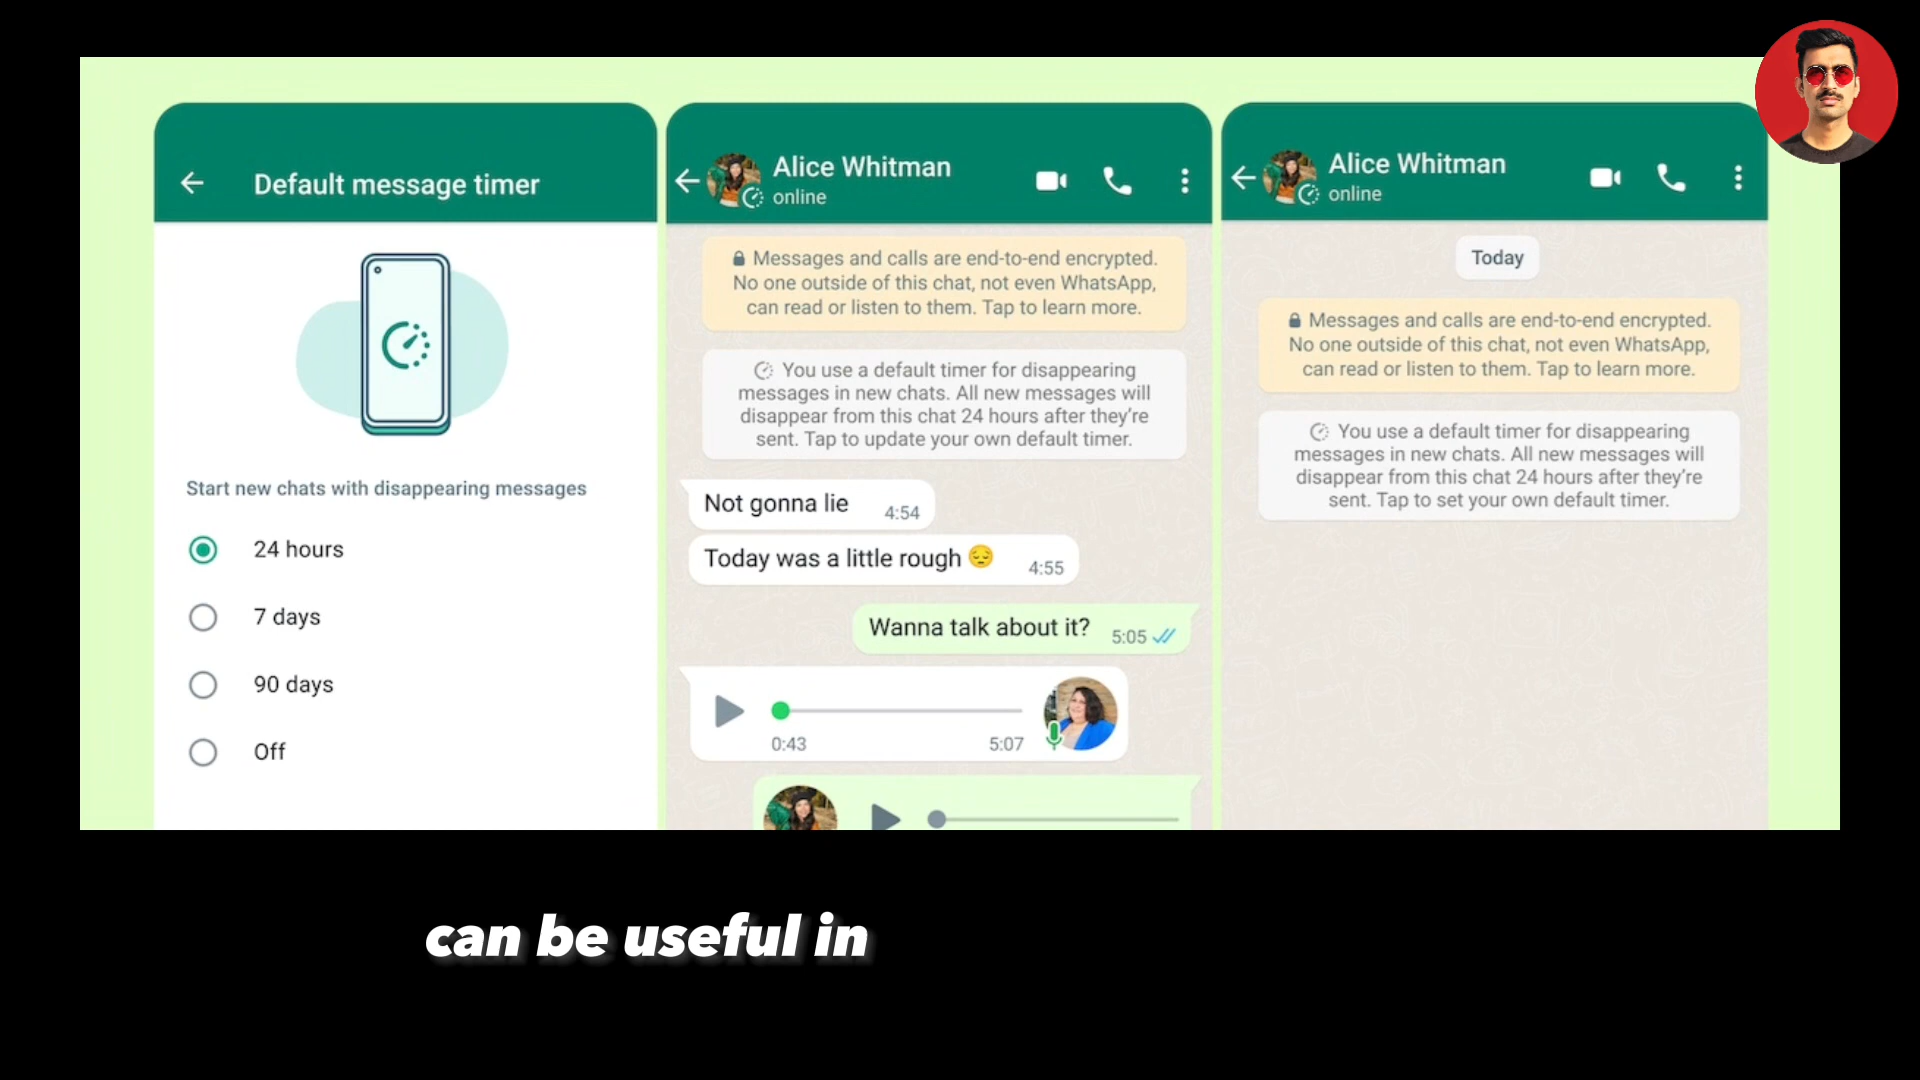 Default message timer
Start new chats with disappearing messages
24 hours
7 days
90 days
Off
Alice Whitman
online
Messages and calls are end-to-end encrypted.
No one outside of this chat, not even WhatsApp,
can read or listen to them. Tap to learn more.
You use a default timer for disappearing
messages in new chats. All new messages will
disappear from this chat 24 hours after they're
sent. Tap to update your own default timer.
Not gonna lie 4:54
Today was a little rough 😔 4:55
Wanna talk about it? 5:05
0:43 5:07
Alice Whitman
online
Today
Messages and calls are end-to-end encrypted.
No one outside of this chat, not even WhatsApp,
can read or listen to them. Tap to learn more.
You use a default timer for disappearing
messages in new chats. All new messages will
disappear from this chat 24 hours after they're
sent. Tap to set your own default timer.
can be useful in